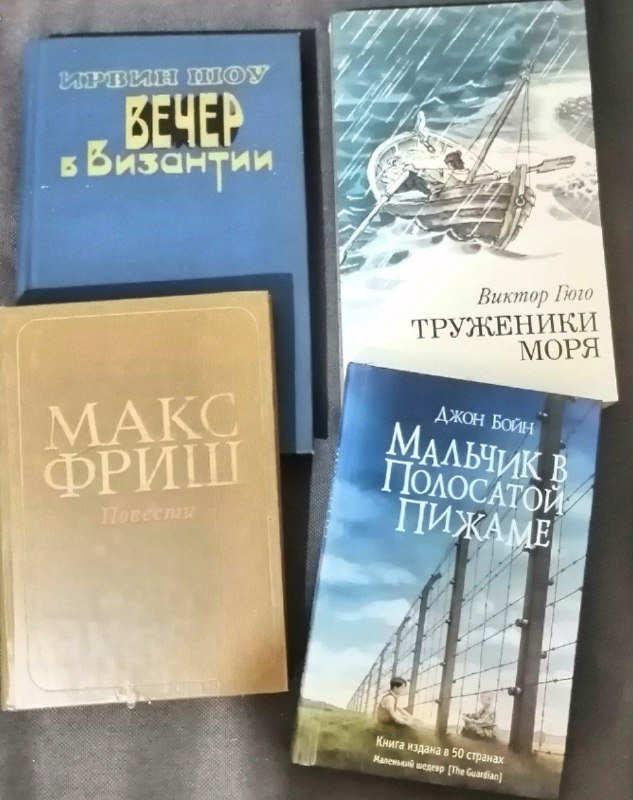 ИРВИН ШОУ
ВЕЧЕР
в Византии
Виктор Гюго
ТРУЖЕНИКИ
МОРЯ
МАКС
ФРИШ
Повести
Джон Бойн
Мальчик в
Полосатой
Пижаме
Книга издана в 50 странах
Маленький шедевр [The Guardian]